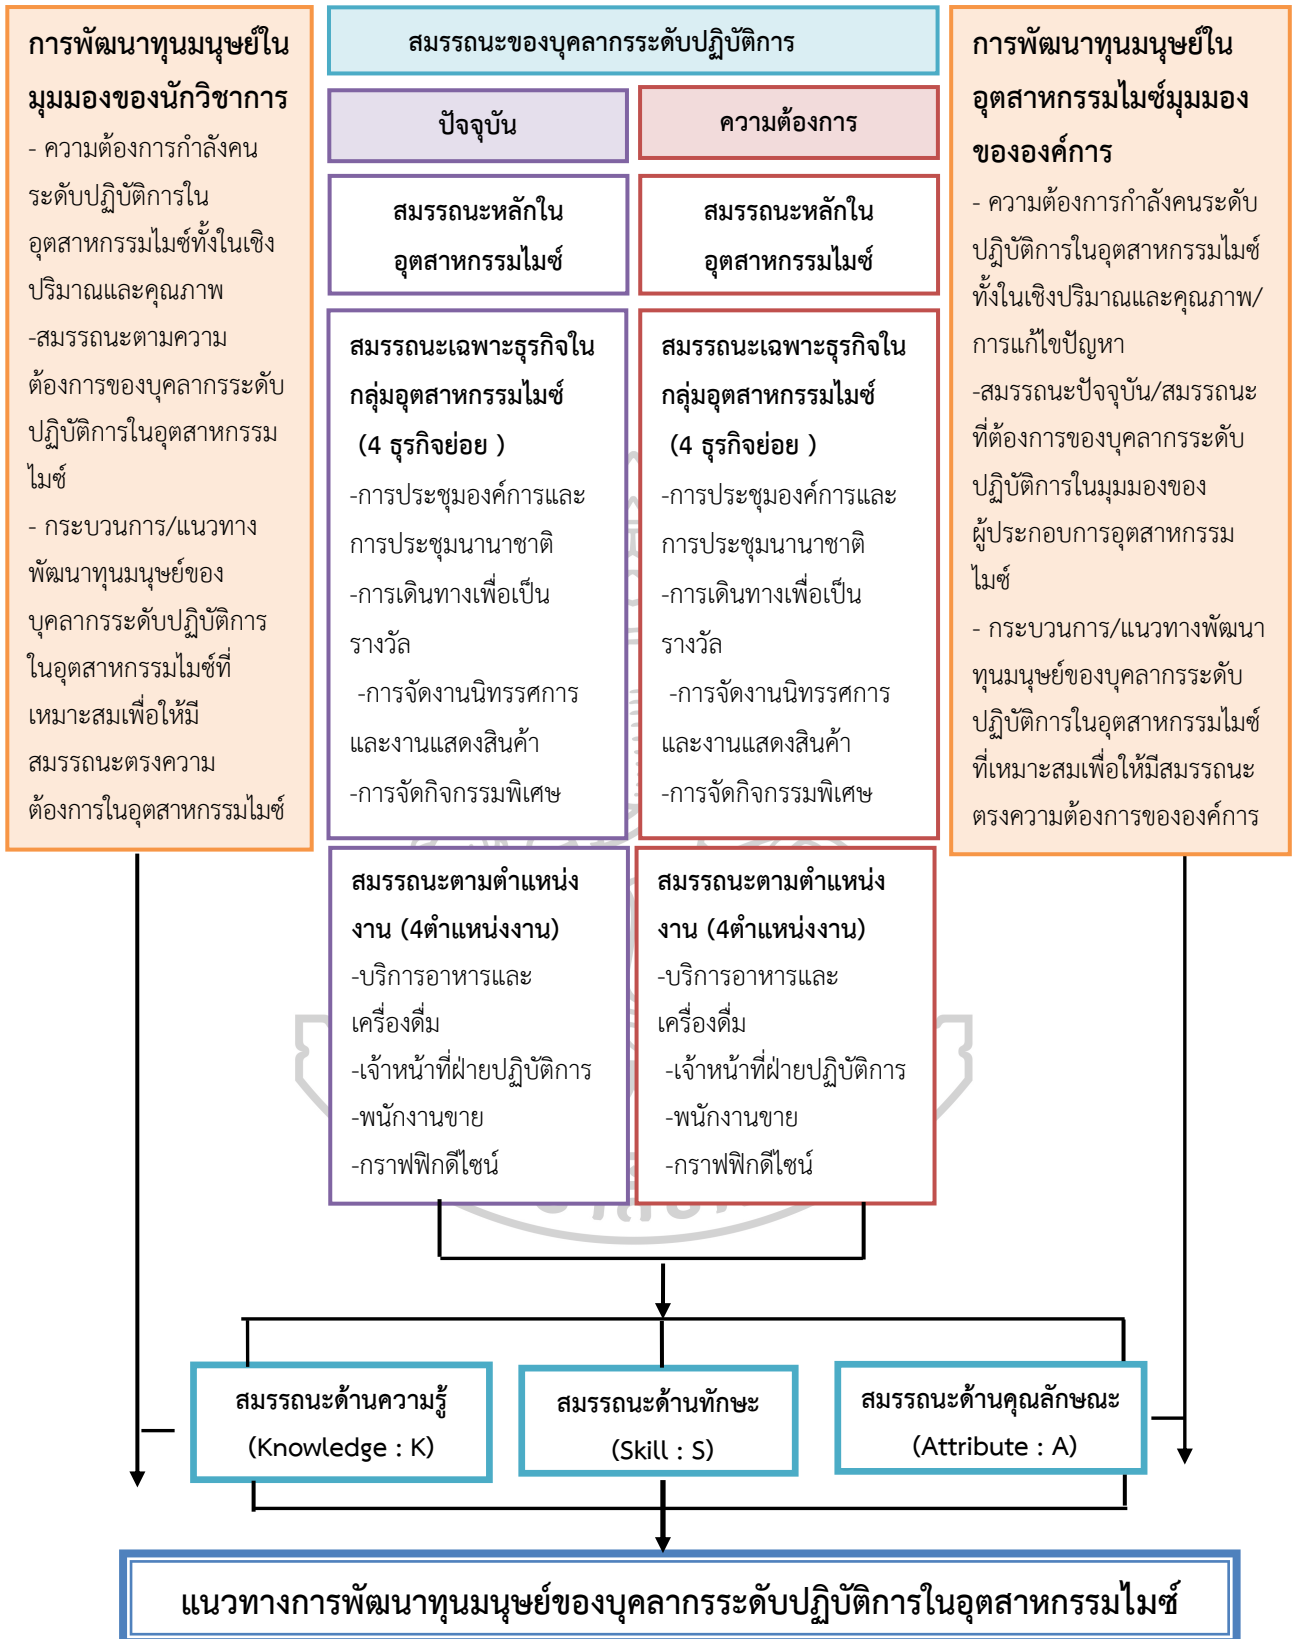 การพัฒนาทุนมนุษย์ใน
มุมมองของนักวิชาการ
- ความต้องการกำลังคน
ระดับปฏิบัติการใน
อุตสาหกรรมไมซ์ทั้งในเชิง
ปริมาณและคุณภาพ
-สมรรถนะตามความ
ต้องการของบุคลากรระดับ
ปฏิบัติการในอุตสาหกรรม
ไมซ์
- กระบวนการ/แนวทาง
พัฒนาทุนมนุษย์ของ
บุคลากรระดับปฏิบัติการ
ในอุตสาหกรรมไมซ์ที่
เหมาะสมเพื่อให้มี
สมรรถนะตรงความ
ต้องการในอุตสาหกรรมไมซ์
สมรรถนะของบุคลากรระดับปฏิบัติการ
ปัจจุบัน
สมรรถนะหลักใน
อุตสาหกรรมไมซ์
สมรรถนะเฉพาะธุรกิจใน
กลุ่มอุตสาหกรรมไมซ์
(4 ธุรกิจย่อย )
-การประชุมองค์การและ
การประชุมนานาชาติ
-การเดินทางเพื่อเป็น
รางวัล
-การจัดงานนิทรรศการ
และงานแสดงสินค้า
-การจัดกิจกรรมพิเศษ
สมรรถนะตามตำแหน่ง
งาน (4ตำแหน่งงาน)
-บริการอาหารและ
เครื่องดื่ม
-เจ้าหน้าที่ฝ่ายปฏิบัติการ
-พนักงานขาย
-กราฟฟิกดีไซน์
ความต้องการ
สมรรถนะหลักใน
อุตสาหกรรมไมซ์
สมรรถนะเฉพาะธุรกิจใน
กลุ่มอุตสาหกรรมไมซ์
(4 ธุรกิจย่อย )
-การประชุมองค์การและ
การประชุมนานาชาติ
-การเดินทางเพื่อเป็น
รางวัล
-การจัดงานนิทรรศการ
และงานแสดงสินค้า
-การจัดกิจกรรมพิเศษ
สมรรถนะตามตำแหน่ง
งาน (4ตำแหน่งงาน)
-บริการอาหารและ
เครื่องดื่ม
-เจ้าหน้าที่ฝ่ายปฏิบัติการ
-พนักงานขาย
-กราฟฟิกดีไซน์
การพัฒนาทุนมนุษย์ใน
อุตสาหกรรมไมซ์มุมมอง
ขององค์การ
- ความต้องการกำลังคนระดับ
ปฎิบัติการในอุตสาหกรรมไมซ์
ทั้งในเชิงปริมาณและคุณภาพ/
การแก้ไขปัญหา
-สมรรถนะปัจจุบัน/สมรรถนะ
ที่ต้องการของบุคลากรระดับ
ปฏิบัติการในมุมมองของ
ผู้ประกอบการอุตสาหกรรม
ไมซ์
- กระบวนการ/แนวทางพัฒนา
ทุนมนุษย์ของบุคลากรระดับ
ปฏิบัติการในอุตสาหกรรมไมซ์
ที่เหมาะสมเพื่อให้มีสมรรถนะ
ตรงความต้องการขององค์การ
สมรรถนะด้านความรู้
(Knowledge : K)
สมรรถนะด้านทักษะ
(Skill : S)
สมรรถนะด้านคุณลักษณะ
(Attribute : A)
แนวทางการพัฒนาทุนมนุษย์ของบุคลากรระดับปฏิบัติการในอุตสาหกรรมไมซ์